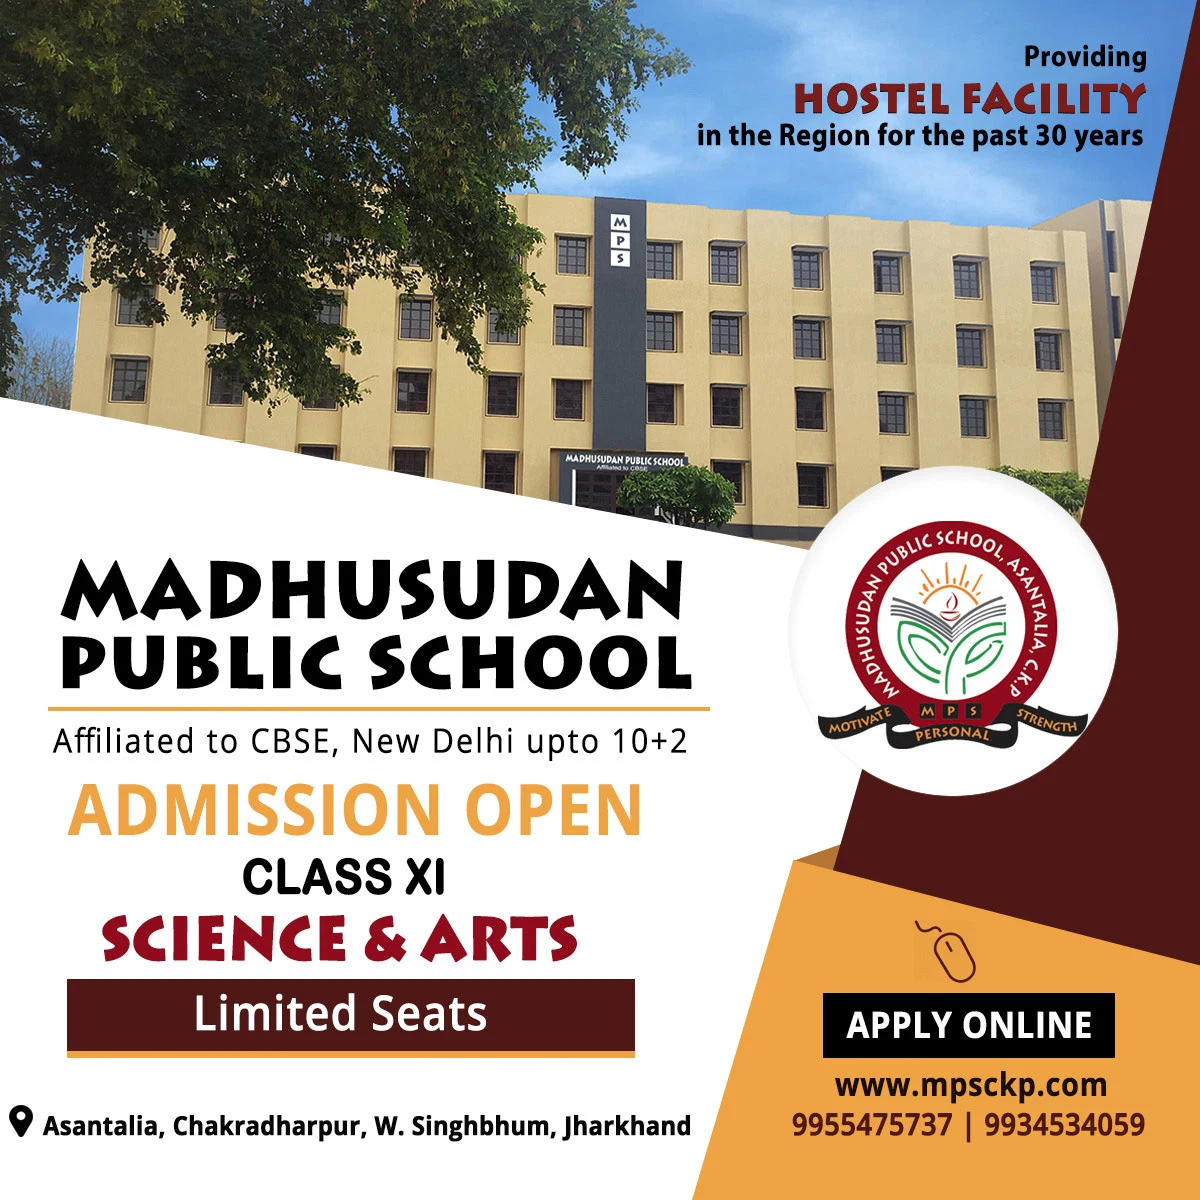 Providing
HOSTEL FACILITY
in the Region for the past 30 years
M
P
S
MADHUSUDAN PUBLIC SCHOOL
Affiliated to CBSE
MADHUSUDAN PUBLIC SCHOOL, ASANTALIA, C.K.P
MPS
MOTIVATE PERSONAL STRENGTH
MADHUSUDAN
PUBLIC SCHOOL
Affiliated to CBSE, New Delhi upto 10+2
ADMISSION OPEN
CLASS XI
SCIENCE & ARTS
Limited Seats
Asantalia, Chakradharpur, W. Singhbhum, Jharkhand
APPLY ONLINE
www.mpsckp.com
9955475737 | 9934534059